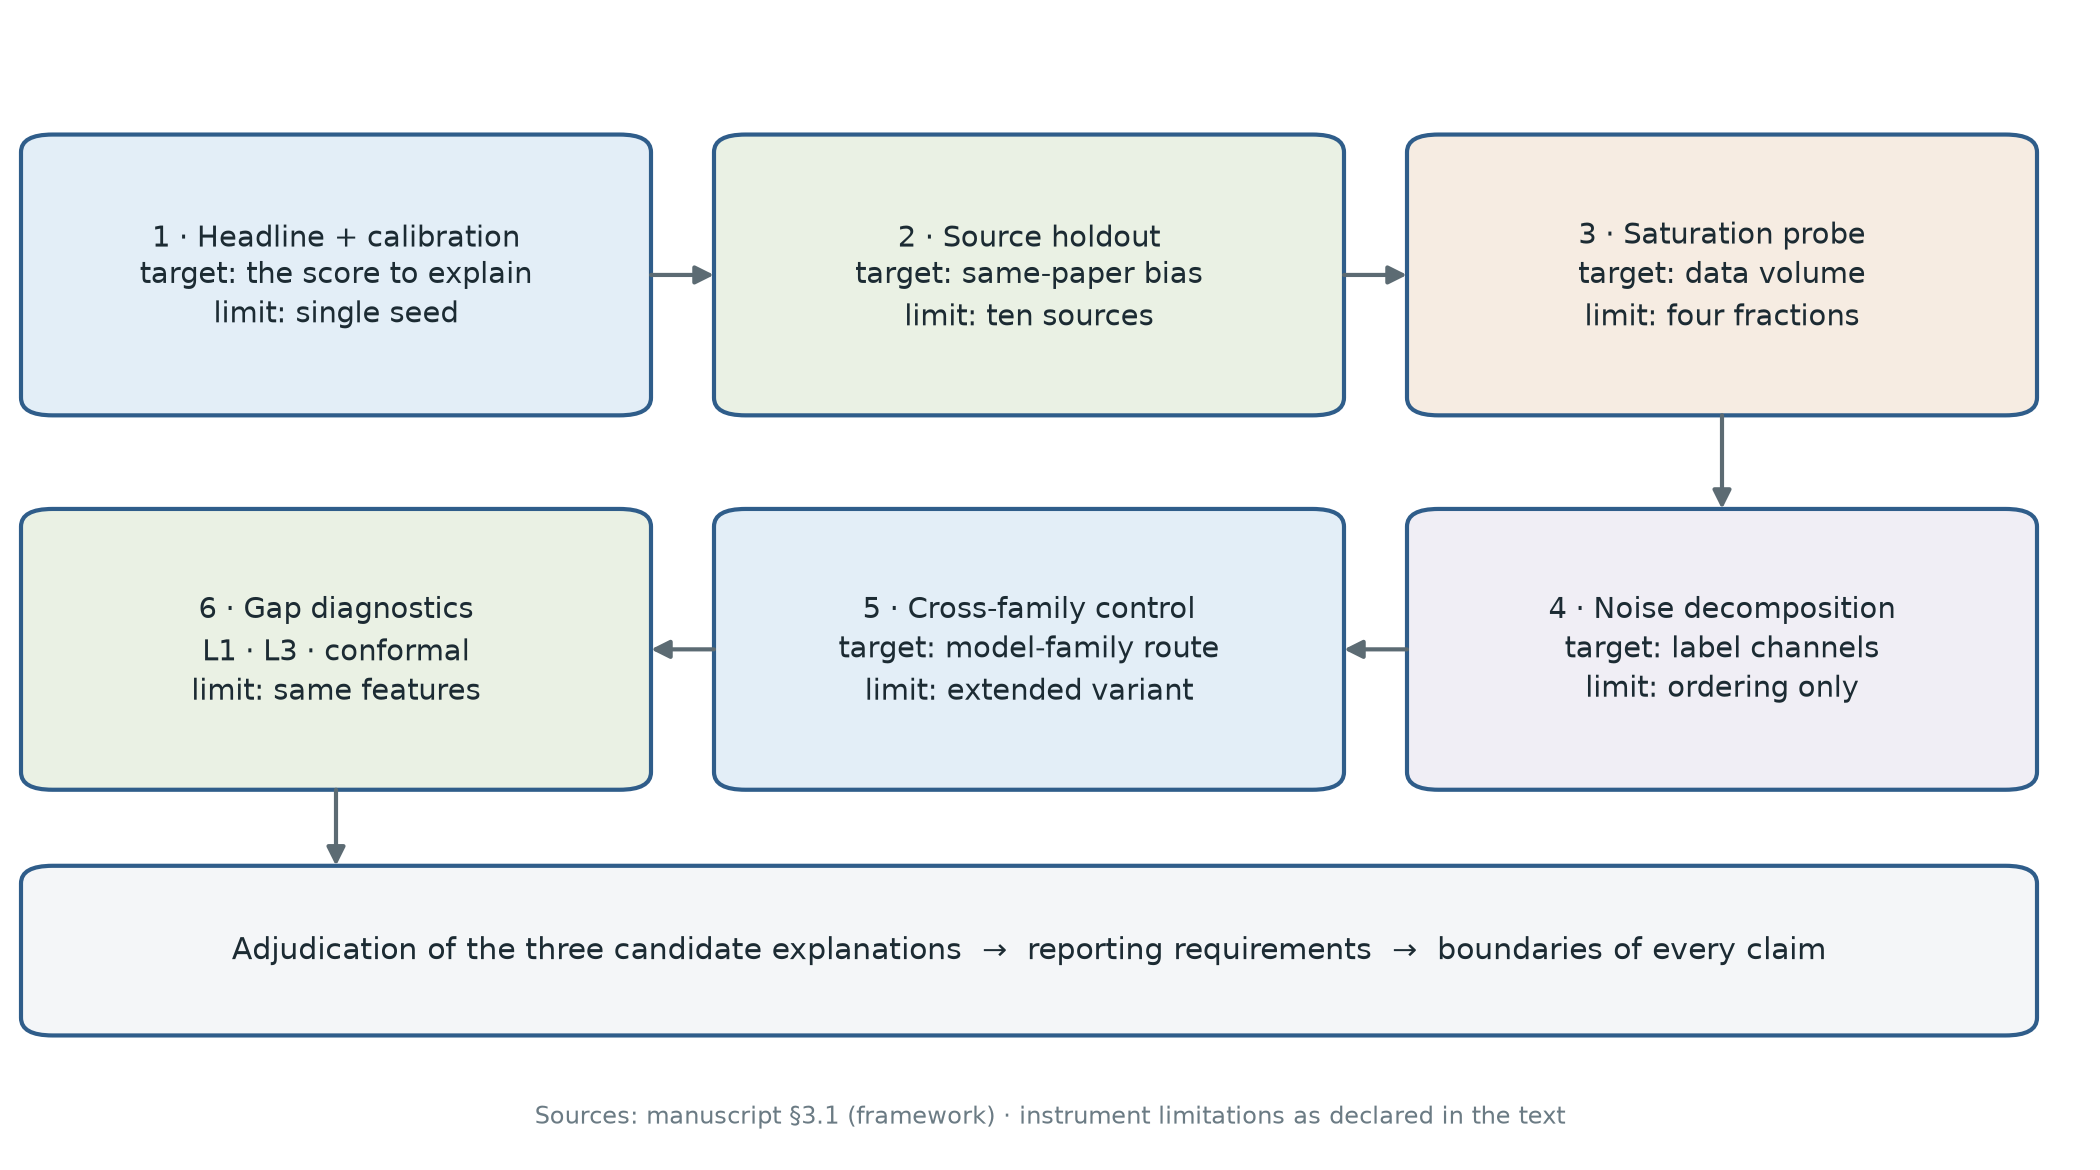 1 · Headline + calibration
target: the score to explain
limit: single seed
2 · Source holdout
target: same-paper bias
limit: ten sources
3 · Saturation probe
target: data volume
limit: four fractions
4 · Noise decomposition
target: label channels
limit: ordering only
5 · Cross-family control
target: model-family route
limit: extended variant
6 · Gap diagnostics
L1 · L3 · conformal
limit: same features
Adjudication of the three candidate explanations → reporting requirements → boundaries of every claim
Sources: manuscript §3.1 (framework) · instrument limitations as declared in the text